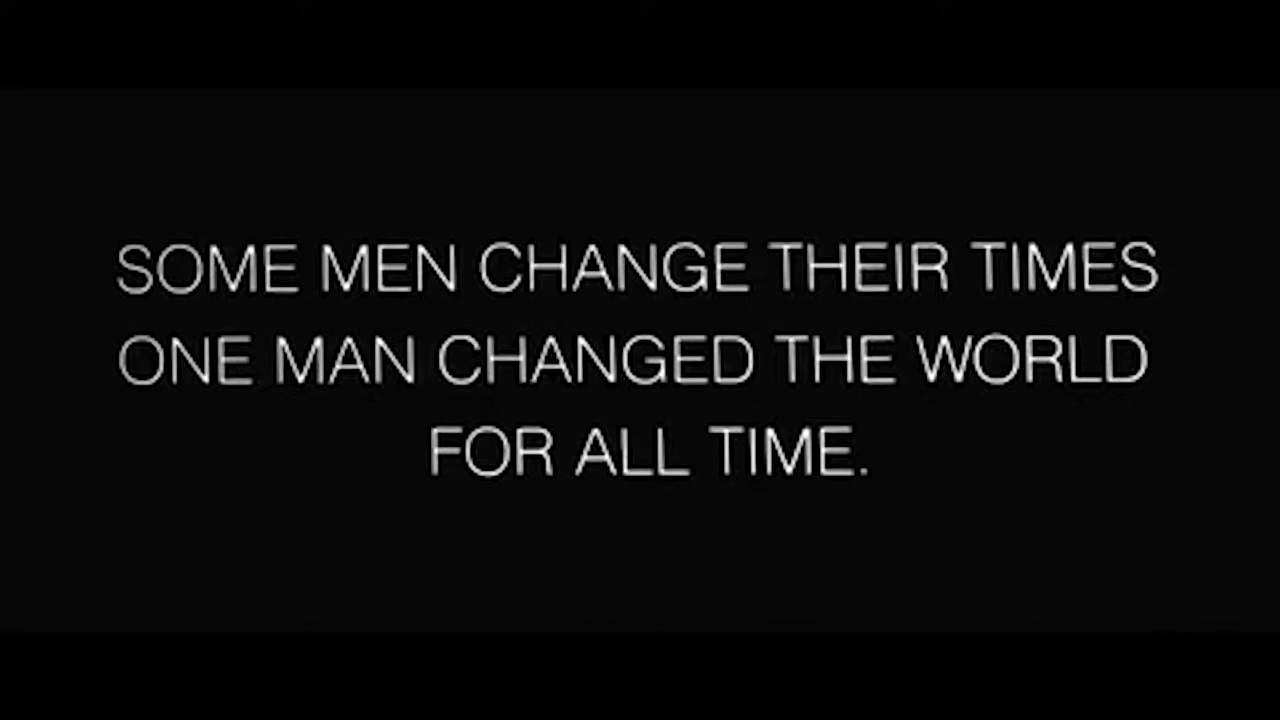 SOME MEN CHANGE THEIR TIMES
ONE MAN CHANGED THE WORLD
FOR ALL TIME.